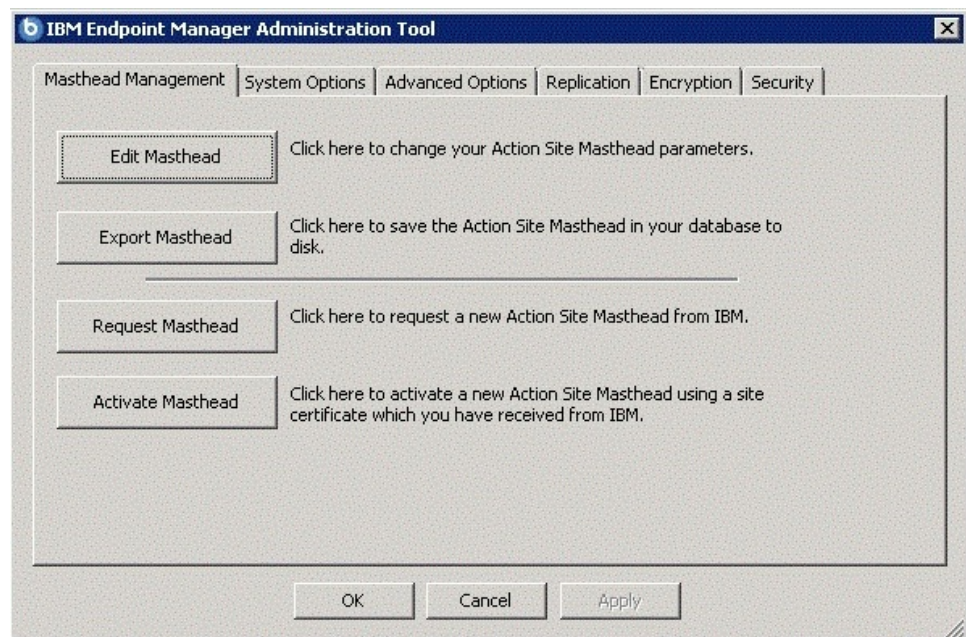 IBM Endpoint Manager Administration Tool
Masthead Management
System Options
Advanced Options
Replication
Encryption
Security
Edit Masthead
Click here to change your Action Site Masthead parameters.
Export Masthead
Click here to save the Action Site Masthead in your database to
disk.
Request Masthead
Click here to request a new Action Site Masthead from IBM.
Activate Masthead
Click here to activate a new Action Site Masthead using a site
certificate which you have received from IBM.
OK
Cancel
Apply